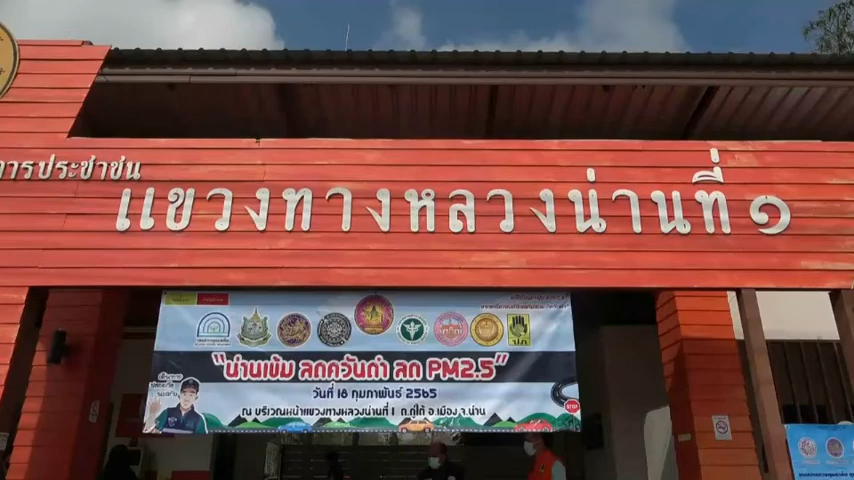 การประชาชน
แขวงทางหลวงน่านที่ ๑
"น่านเข้ม ลดควันดำ ลด PM2.5"
วันที่ 18 กุมภาพันธ์ 2565
ณ บริเวณหน้าแขวงทางหลวงน่านที่ 1 ต.ดู่ใต้ อ.เมือง จ.น่าน